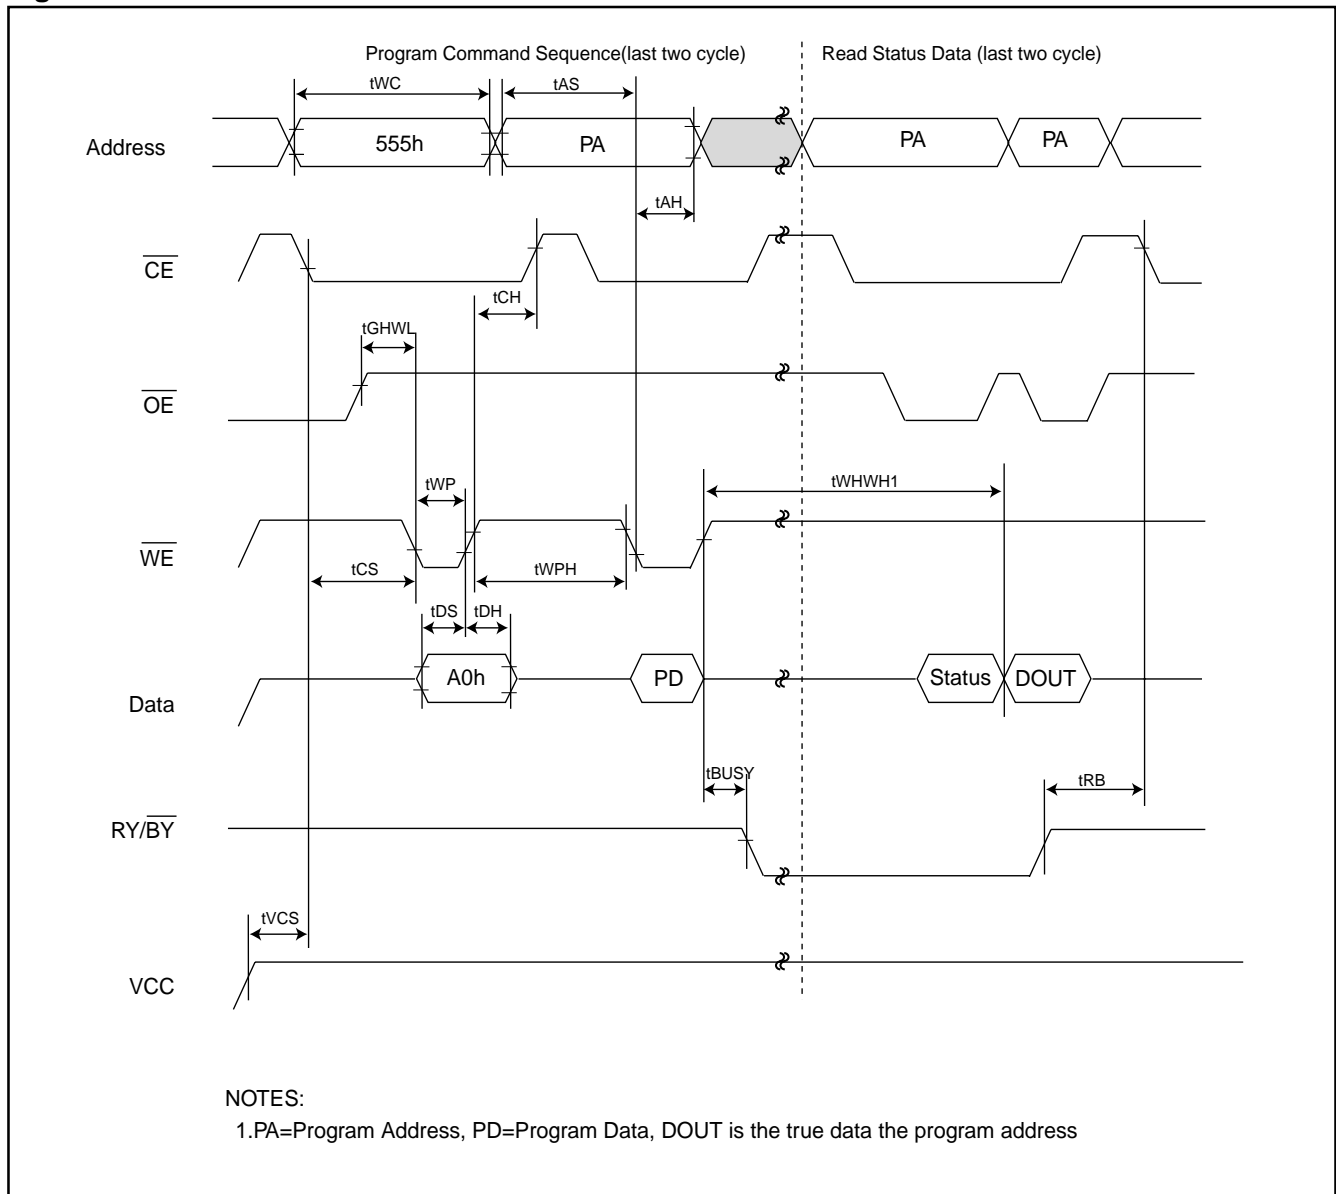 Program Command Sequence(last two cycle)
Read Status Data (last two cycle)
tWC
tAS
Address
555h
PA
PA
PA
tAH
CE
tCH
tGHWL
OE
tWP
tWHWH1
WE
tCS
tWPH
tDS
tDH
Data
A0h
PD
Status
DOUT
tBUSY
tRB
RY/BY
tVCS
VCC
NOTES:
1.PA=Program Address, PD=Program Data, DOUT is the true data the program address